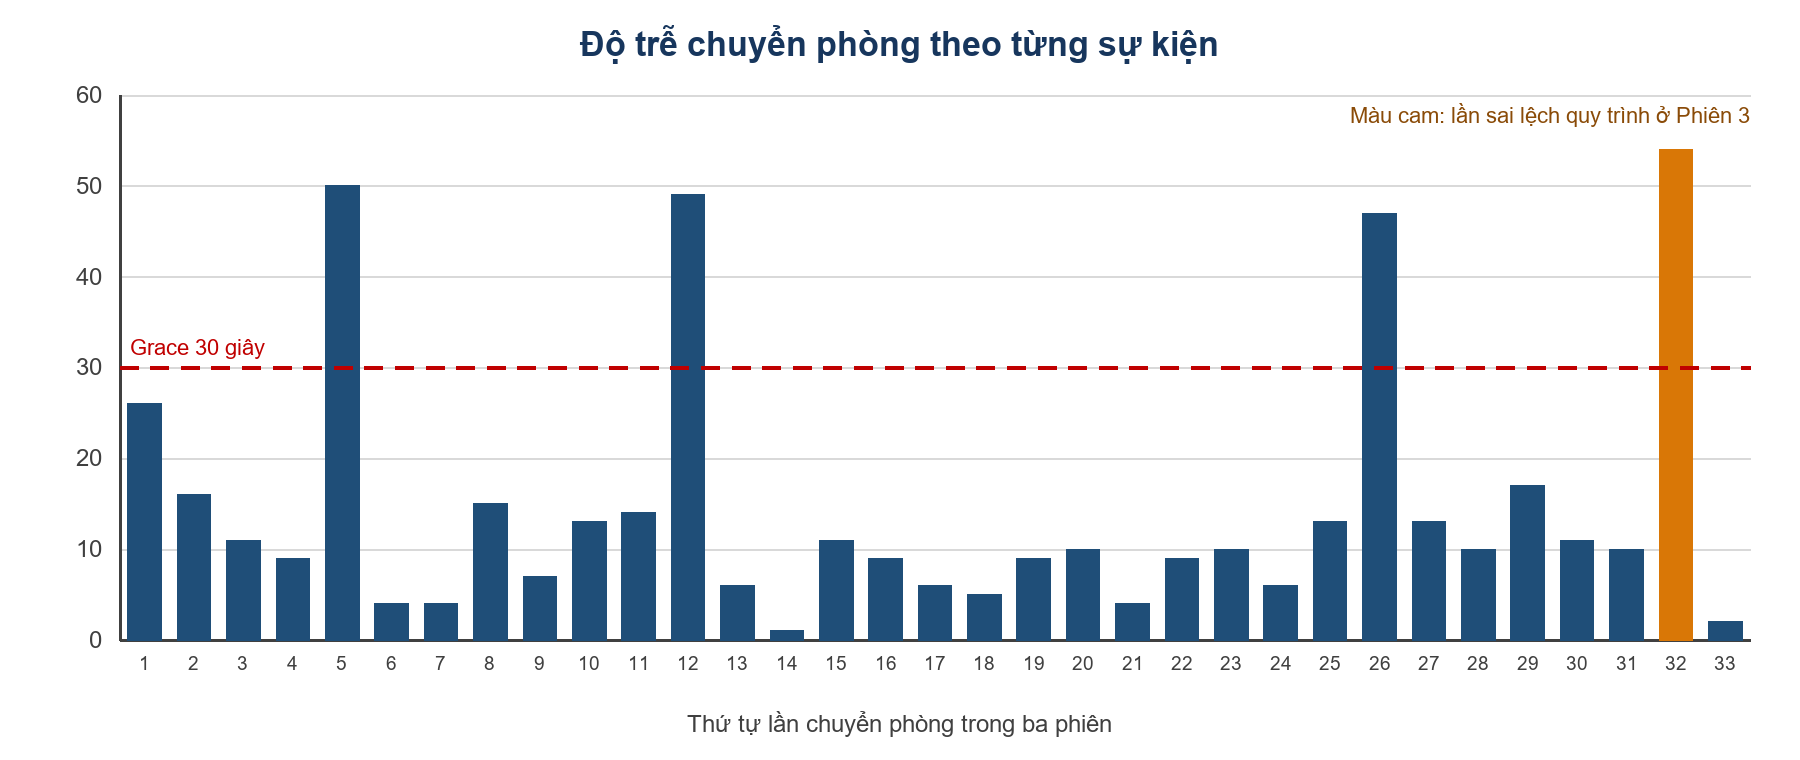 Độ trễ chuyển phòng theo từng sự kiện
60
Màu cam: lần sai lệch quy trình ở Phiên 3
50
40
Grace 30 giây
30
20
10
0
1 2 3 4 5 6 7 8 9 10 11 12 13 14 15 16 17 18 19 20 21 22 23 24 25 26 27 28 29 30 31 32 33
Thứ tự lần chuyển phòng trong ba phiên